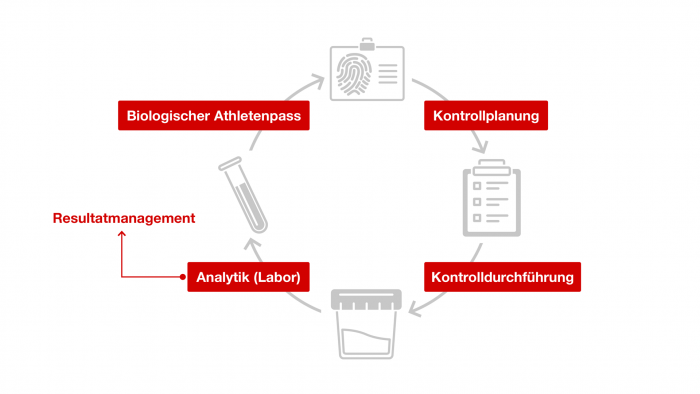 Biologischer Athletenpass
Kontrollplanung
Resultatmanagement
Analytik (Labor)
Kontrolldurchführung